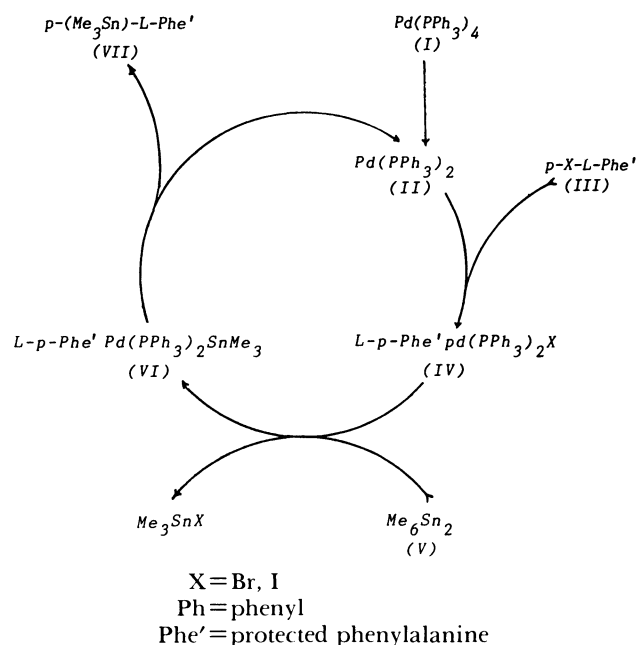 p-(Me3Sn)-L-Phe'
(VII)
Pd(PPh3)4
(I)
Pd(PPh3)2
(II)
p-X-L-Phe'
(III)
L-p-Phe' Pd(PPh3)2SnMe3
(VI)
L-p-Phe'pd(PPh3)2X
(IV)
Me3SnX
Me6Sn2
(V)
X=Br, I
Ph=phenyl
Phe'=protected phenylalanine